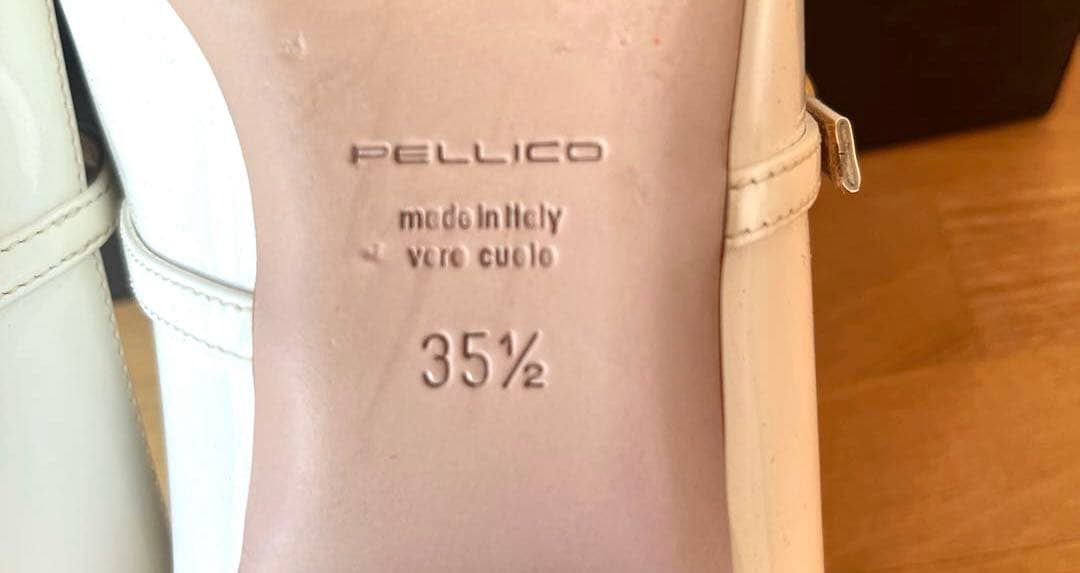 PELLICO
made in Italy
vero cuoio
35½